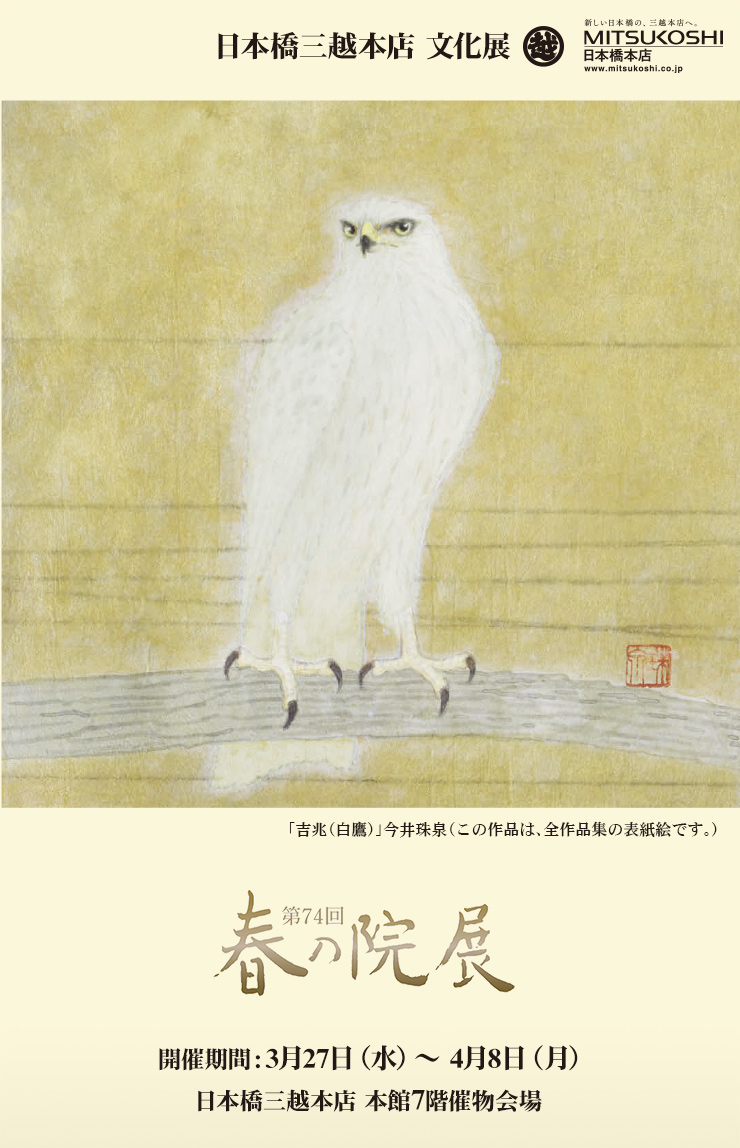 日本橋三越本店 文化展
越
新しい日本橋の、三越本店へ。
MITSUKOSHI
日本橋本店
www.mitsukoshi.co.jp
「吉兆（白鷹）」今井珠泉（この作品は、全作品集の表紙絵です。）
第74回
春の院展
開催期間：3月27日（水）～ 4月8日（月）
日本橋三越本店 本館7階催物会場